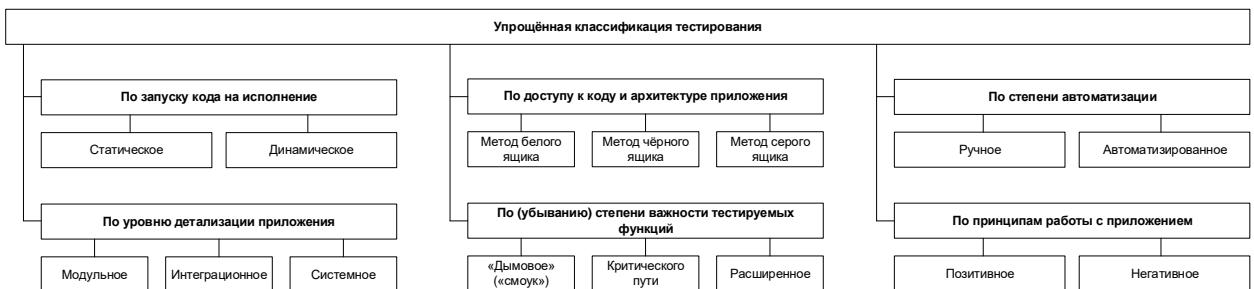 Упрощённая классификация тестирования
По запуску кода на исполнение
Статическое
Динамическое
По доступу к коду и архитектуре приложения
Метод белого
ящика
Метод чёрного
ящика
Метод серого
ящика
По степени автоматизации
Ручное
Автоматизированное
По уровню детализации приложения
Модульное
Интеграционное
Системное
По (убыванию) степени важности тестируемых
функций
«Дымовое»
(«смоук»)
Критического
пути
Расширенное
По принципам работы с приложением
Позитивное
Негативное